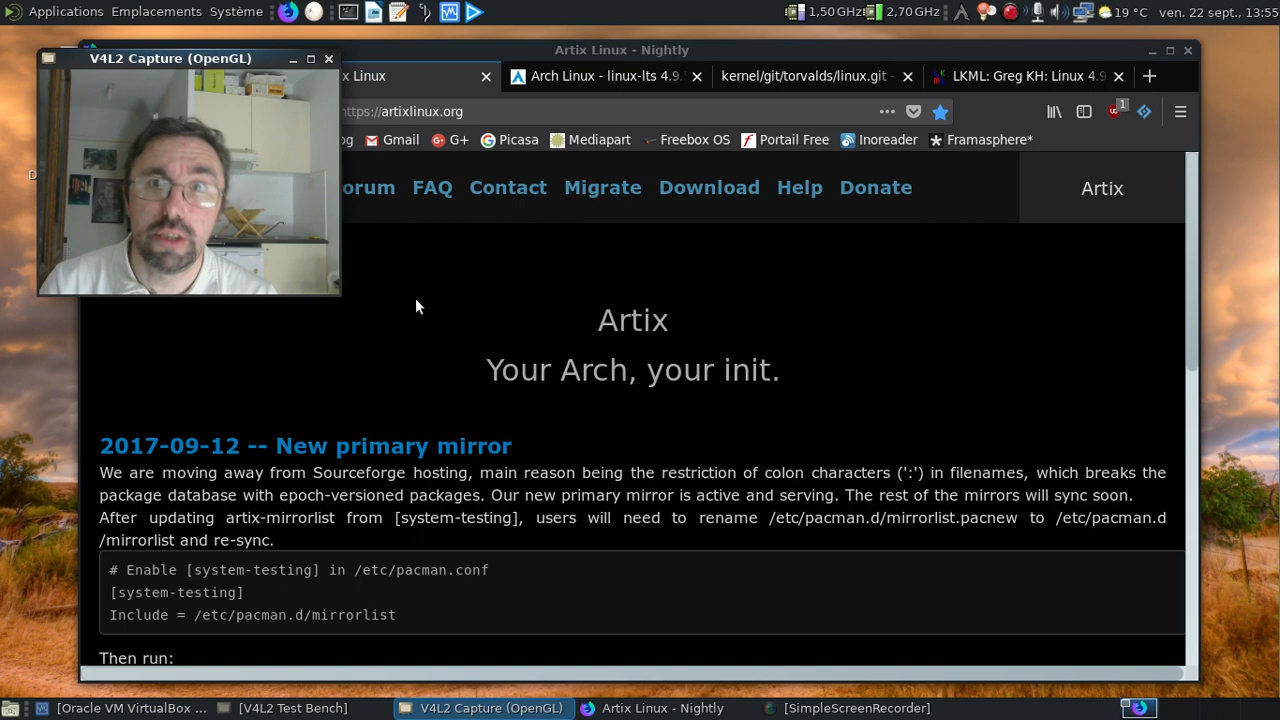 Applications Emplacements Système 1,50 GHz 2,70 GHz 19 °C ven. 22 sept., 13:55
Artix Linux - Nightly
V4L2 Capture (OpenGL)
x Linux Arch Linux - linux-lts 4.9. kernel/git/torvalds/linux.git - LKML: Greg KH: Linux 4.9
https://artixlinux.org
1
og Gmail G+ Picasa Mediapart Freebox OS Portail Free Inoreader Framasphere*
D
orum FAQ Contact Migrate Download Help Donate Artix
Artix
Your Arch, your init.
2017-09-12 -- New primary mirror
We are moving away from Sourceforge hosting, main reason being the restriction of colon characters (':') in filenames, which breaks the
package database with epoch-versioned packages. Our new primary mirror is active and serving. The rest of the mirrors will sync soon.
After updating artix-mirrorlist from [system-testing], users will need to rename /etc/pacman.d/mirrorlist.pacnew to /etc/pacman.d
/mirrorlist and re-sync.
# Enable [system-testing] in /etc/pacman.conf
[system-testing]
Include = /etc/pacman.d/mirrorlist
Then run:
[Oracle VM VirtualBox ... [V4L2 Test Bench] V4L2 Capture (OpenGL) Artix Linux - Nightly [SimpleScreenRecorder]